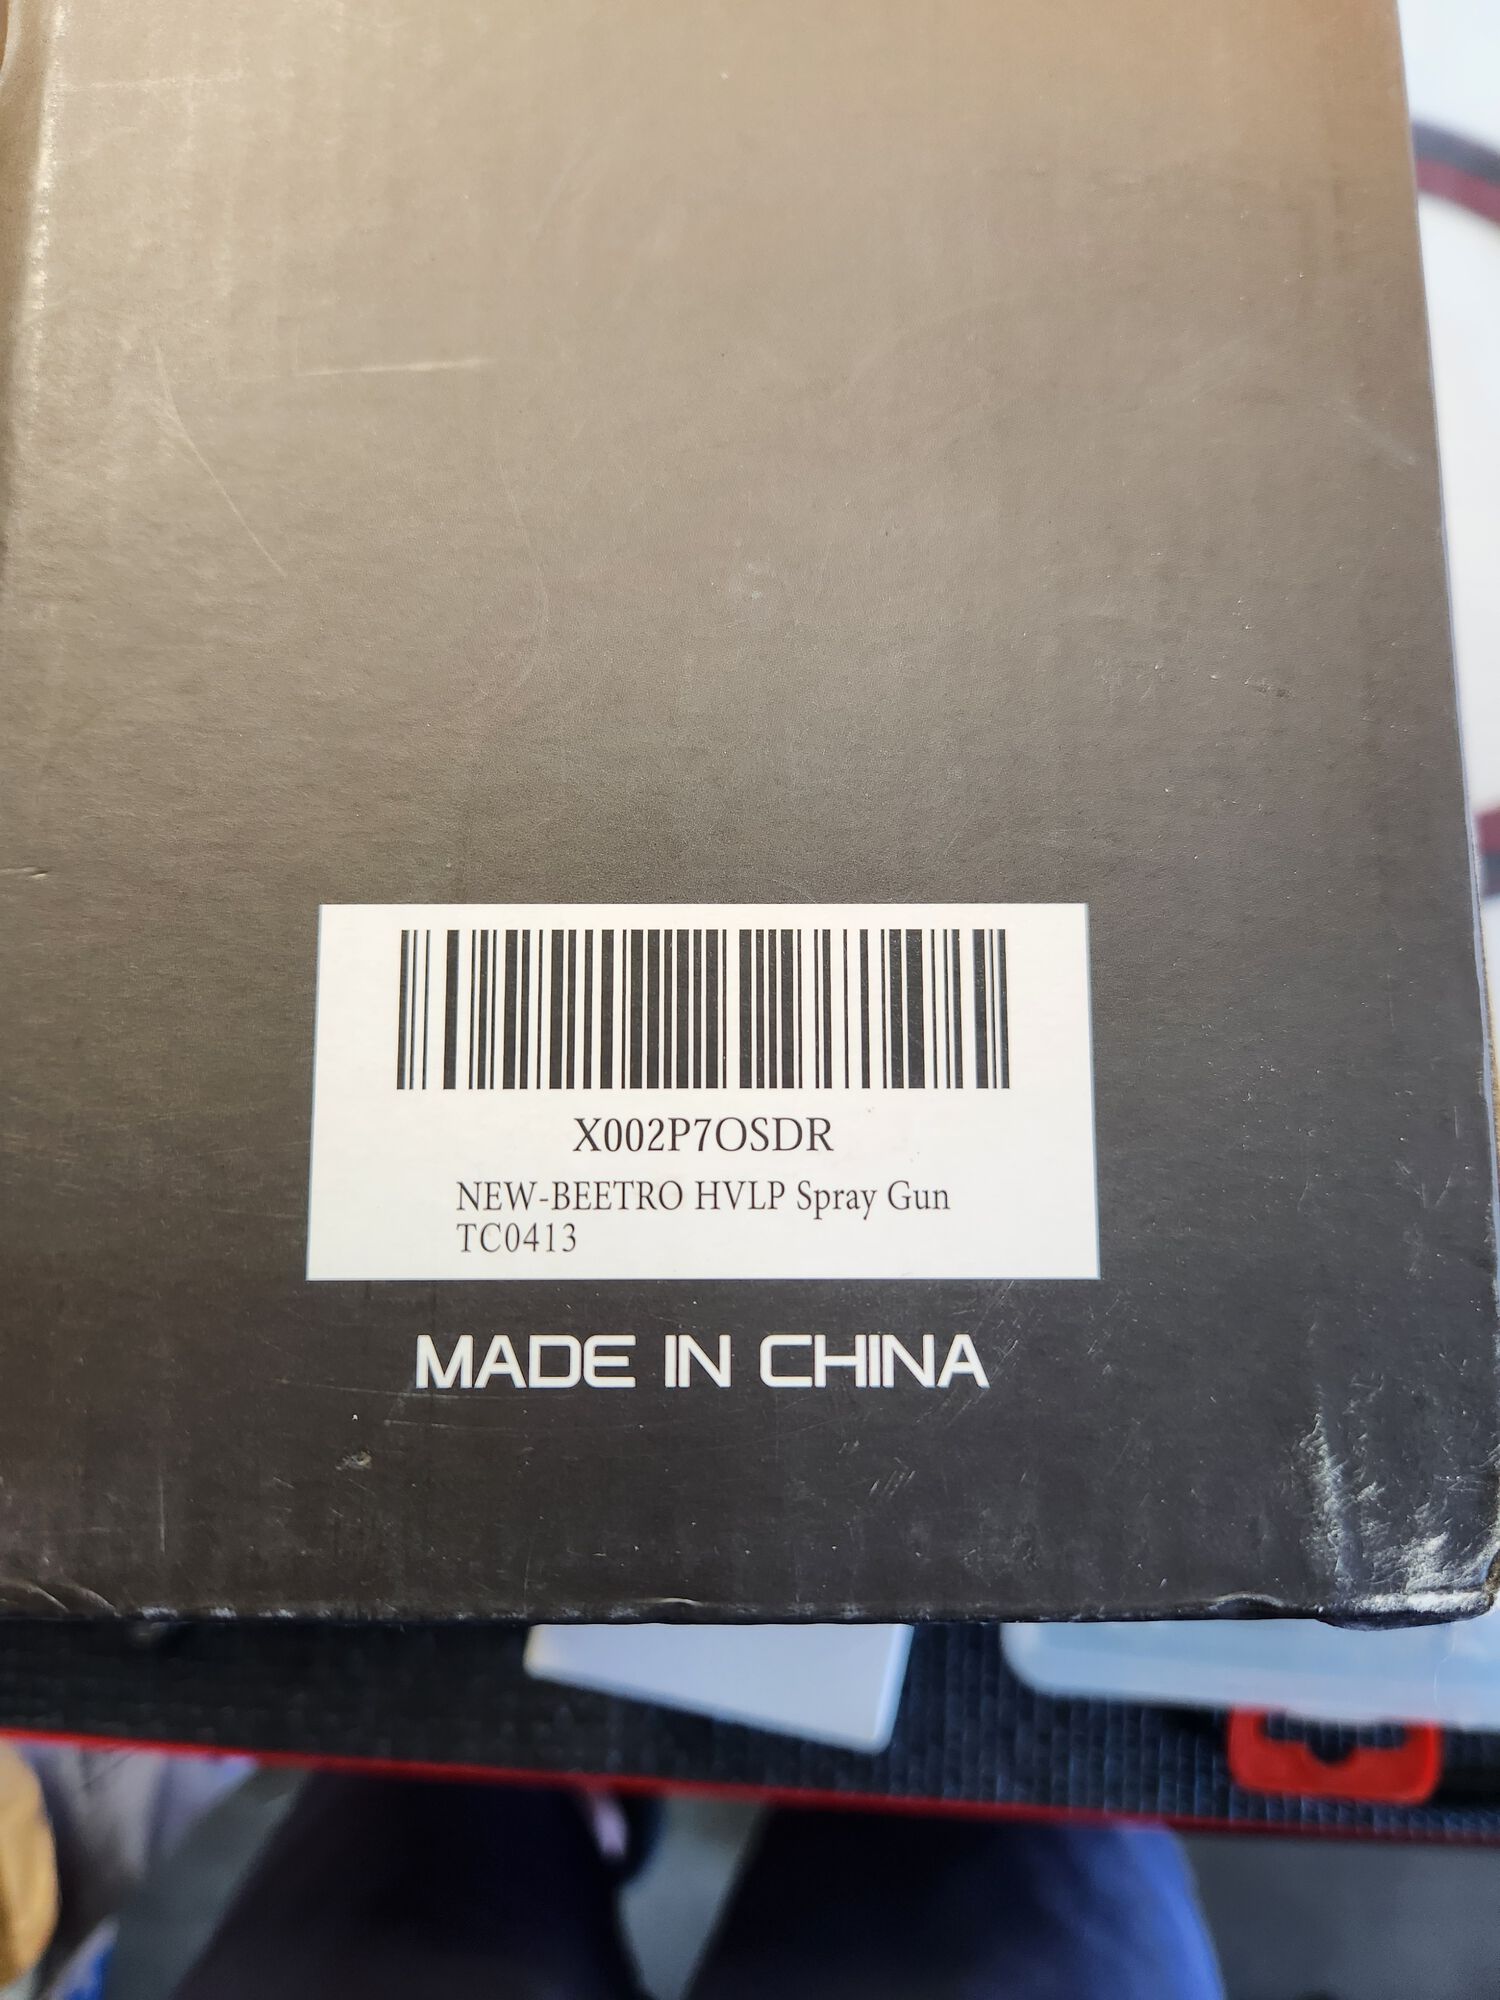 X002P7OSDR
NEW-BEETRO HVLP Spray Gun
TC0413
MADE IN CHINA